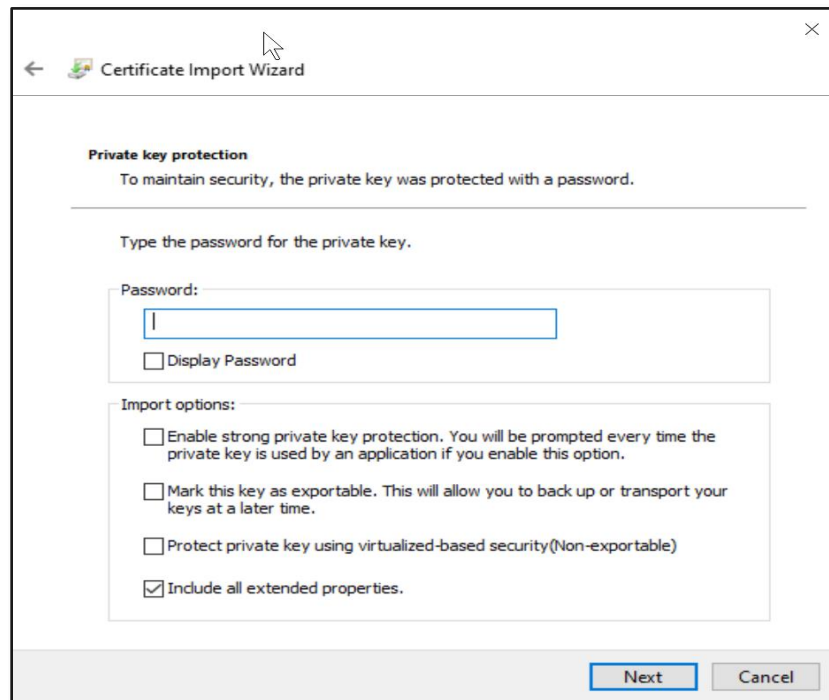 Certificate Import Wizard
Private key protection
To maintain security, the private key was protected with a password.
Type the password for the private key.
Password:
Display Password
Import options:
Enable strong private key protection. You will be prompted every time the
private key is used by an application if you enable this option.
Mark this key as exportable. This will allow you to back up or transport your
keys at a later time.
Protect private key using virtualized-based security(Non-exportable)
Include all extended properties.
Next
Cancel